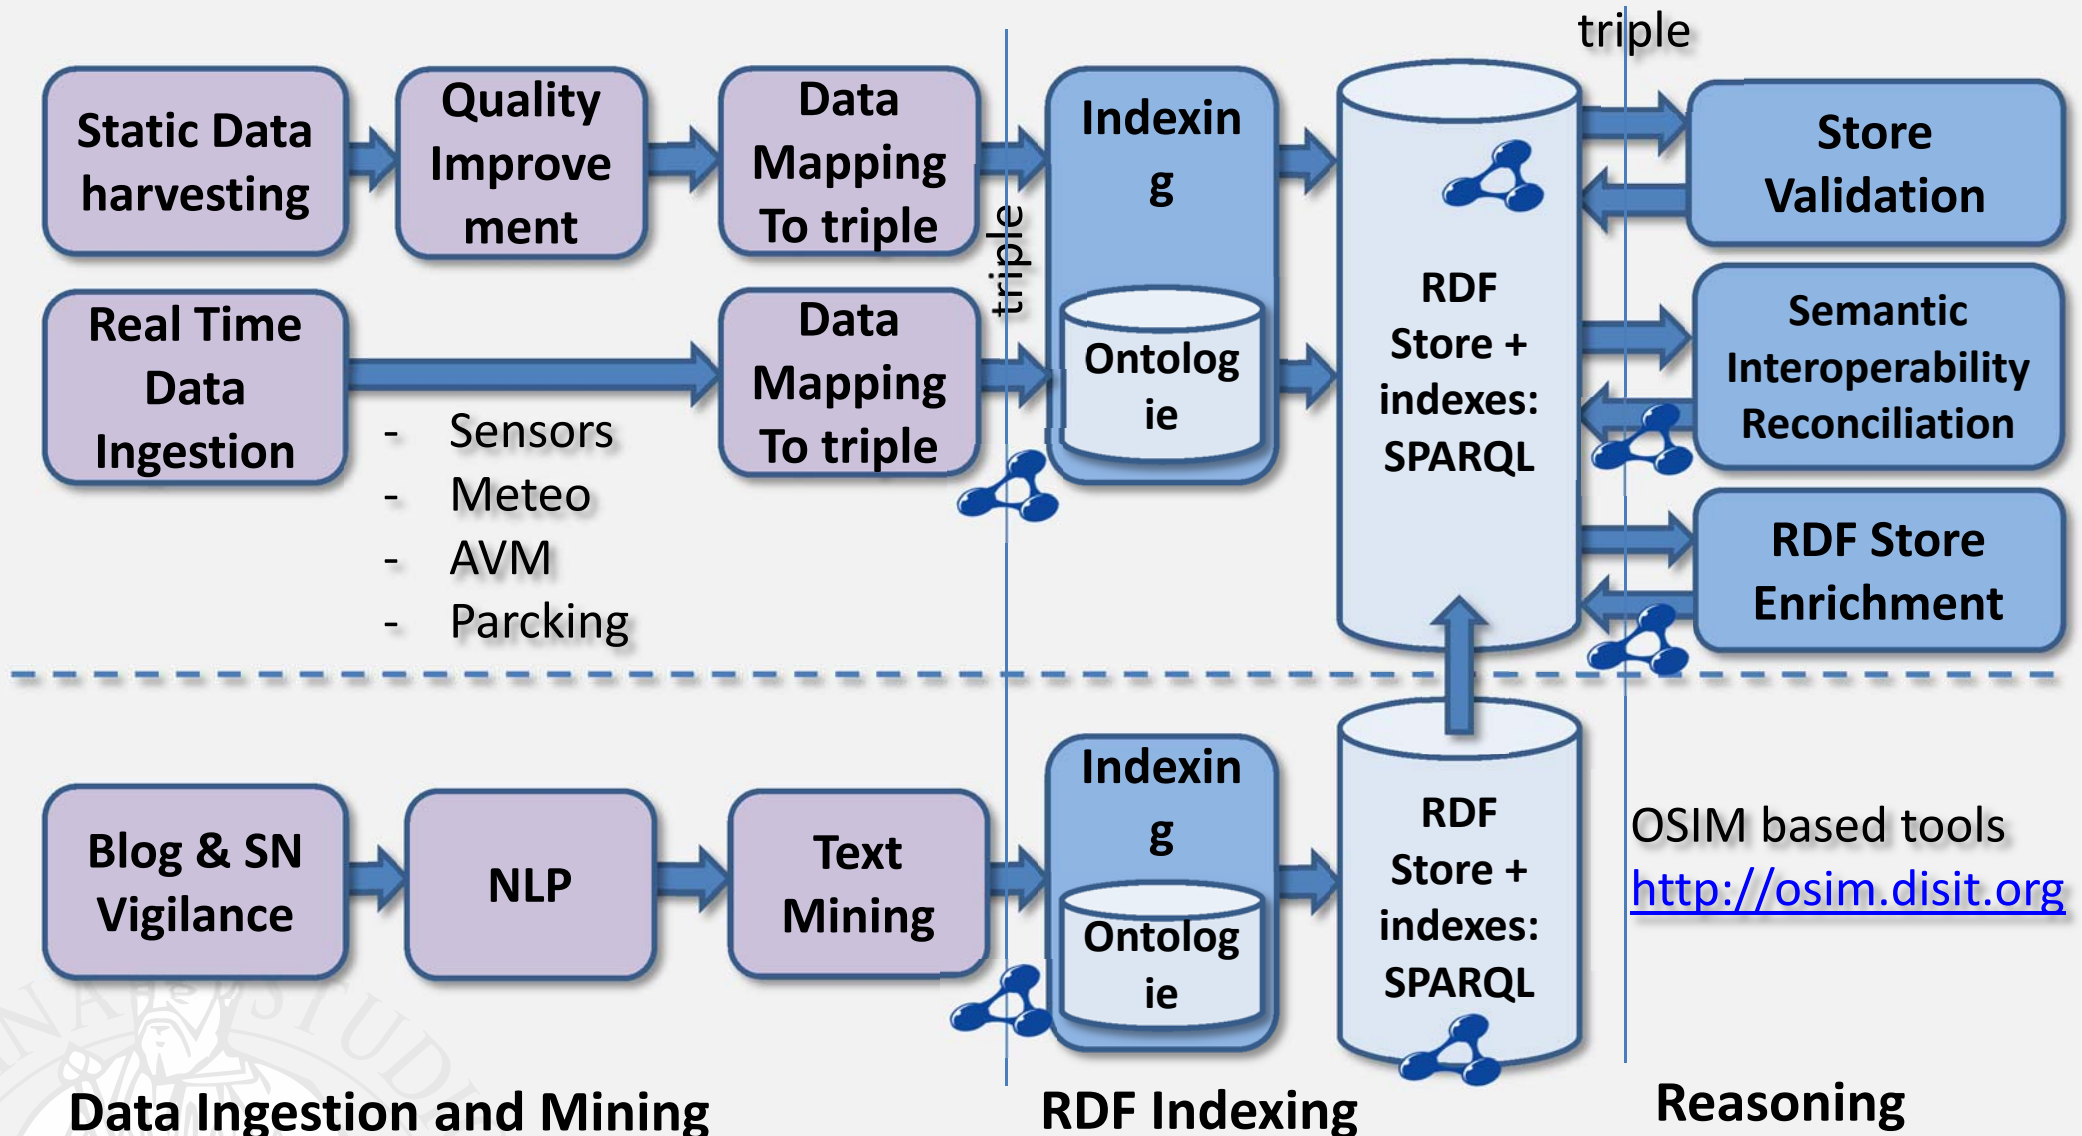 triple
Static Data
harvesting
Quality
Improve
ment
Data
Mapping
To triple
triple
Indexin
g
Ontolog
ie
RDF
Store +
indexes:
SPARQL
Store
Validation
Real Time
Data
Ingestion
- Sensors
- Meteo
- AVM
- Parcking
Data
Mapping
To triple
Semantic
Interoperability
Reconciliation
RDF Store
Enrichment
Blog & SN
Vigilance
NLP
Text
Mining
Indexin
g
Ontolog
ie
RDF
Store +
indexes:
SPARQL
OSIM based tools
http://osim.disit.org
Data Ingestion and Mining
RDF Indexing
Reasoning